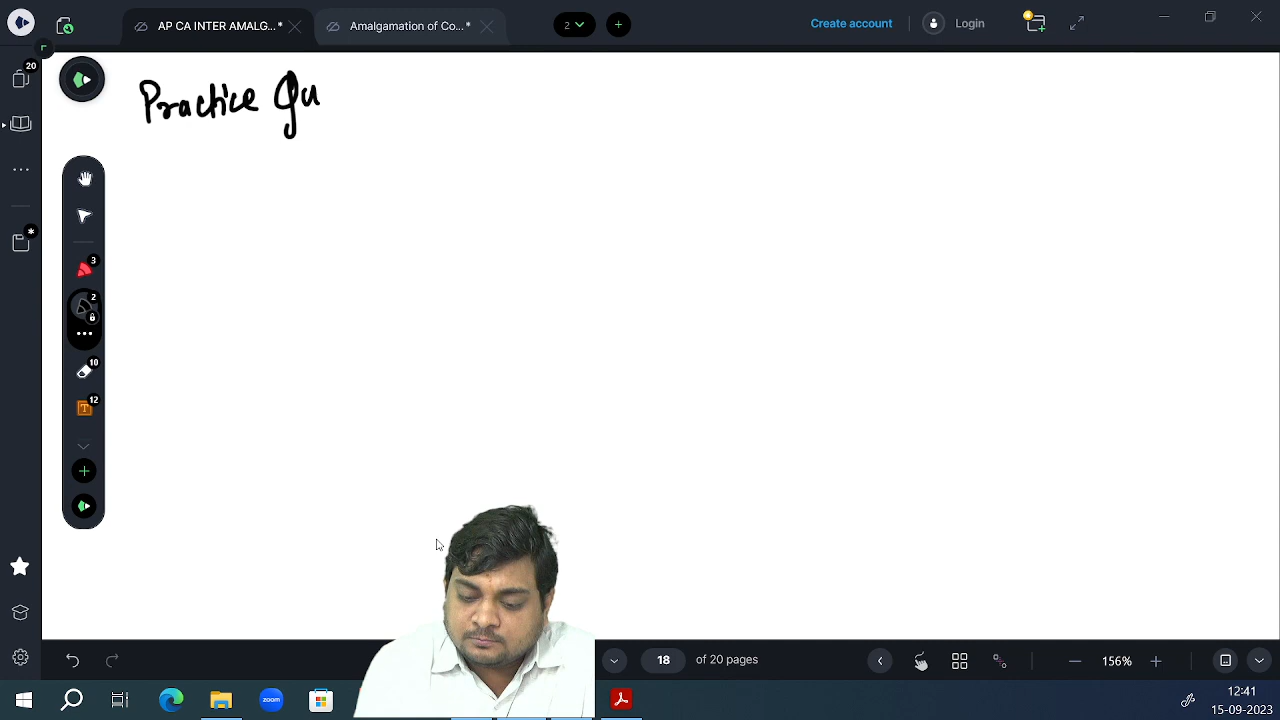 AP CA INTER AMALG...*
Amalgamation of Co...*
2
Create account
Login
20
Practice Qu
3
2
10
12
T
zoom
18
of 20 pages
156%
12:41
15-09-2023